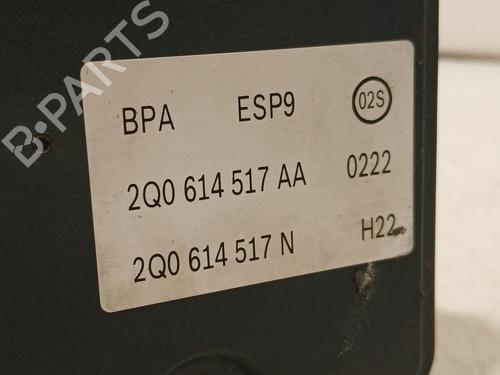 B-PARTS
BPA ESP9 02S
2Q0 614 517 AA 0222
2Q0 614 517 N H22